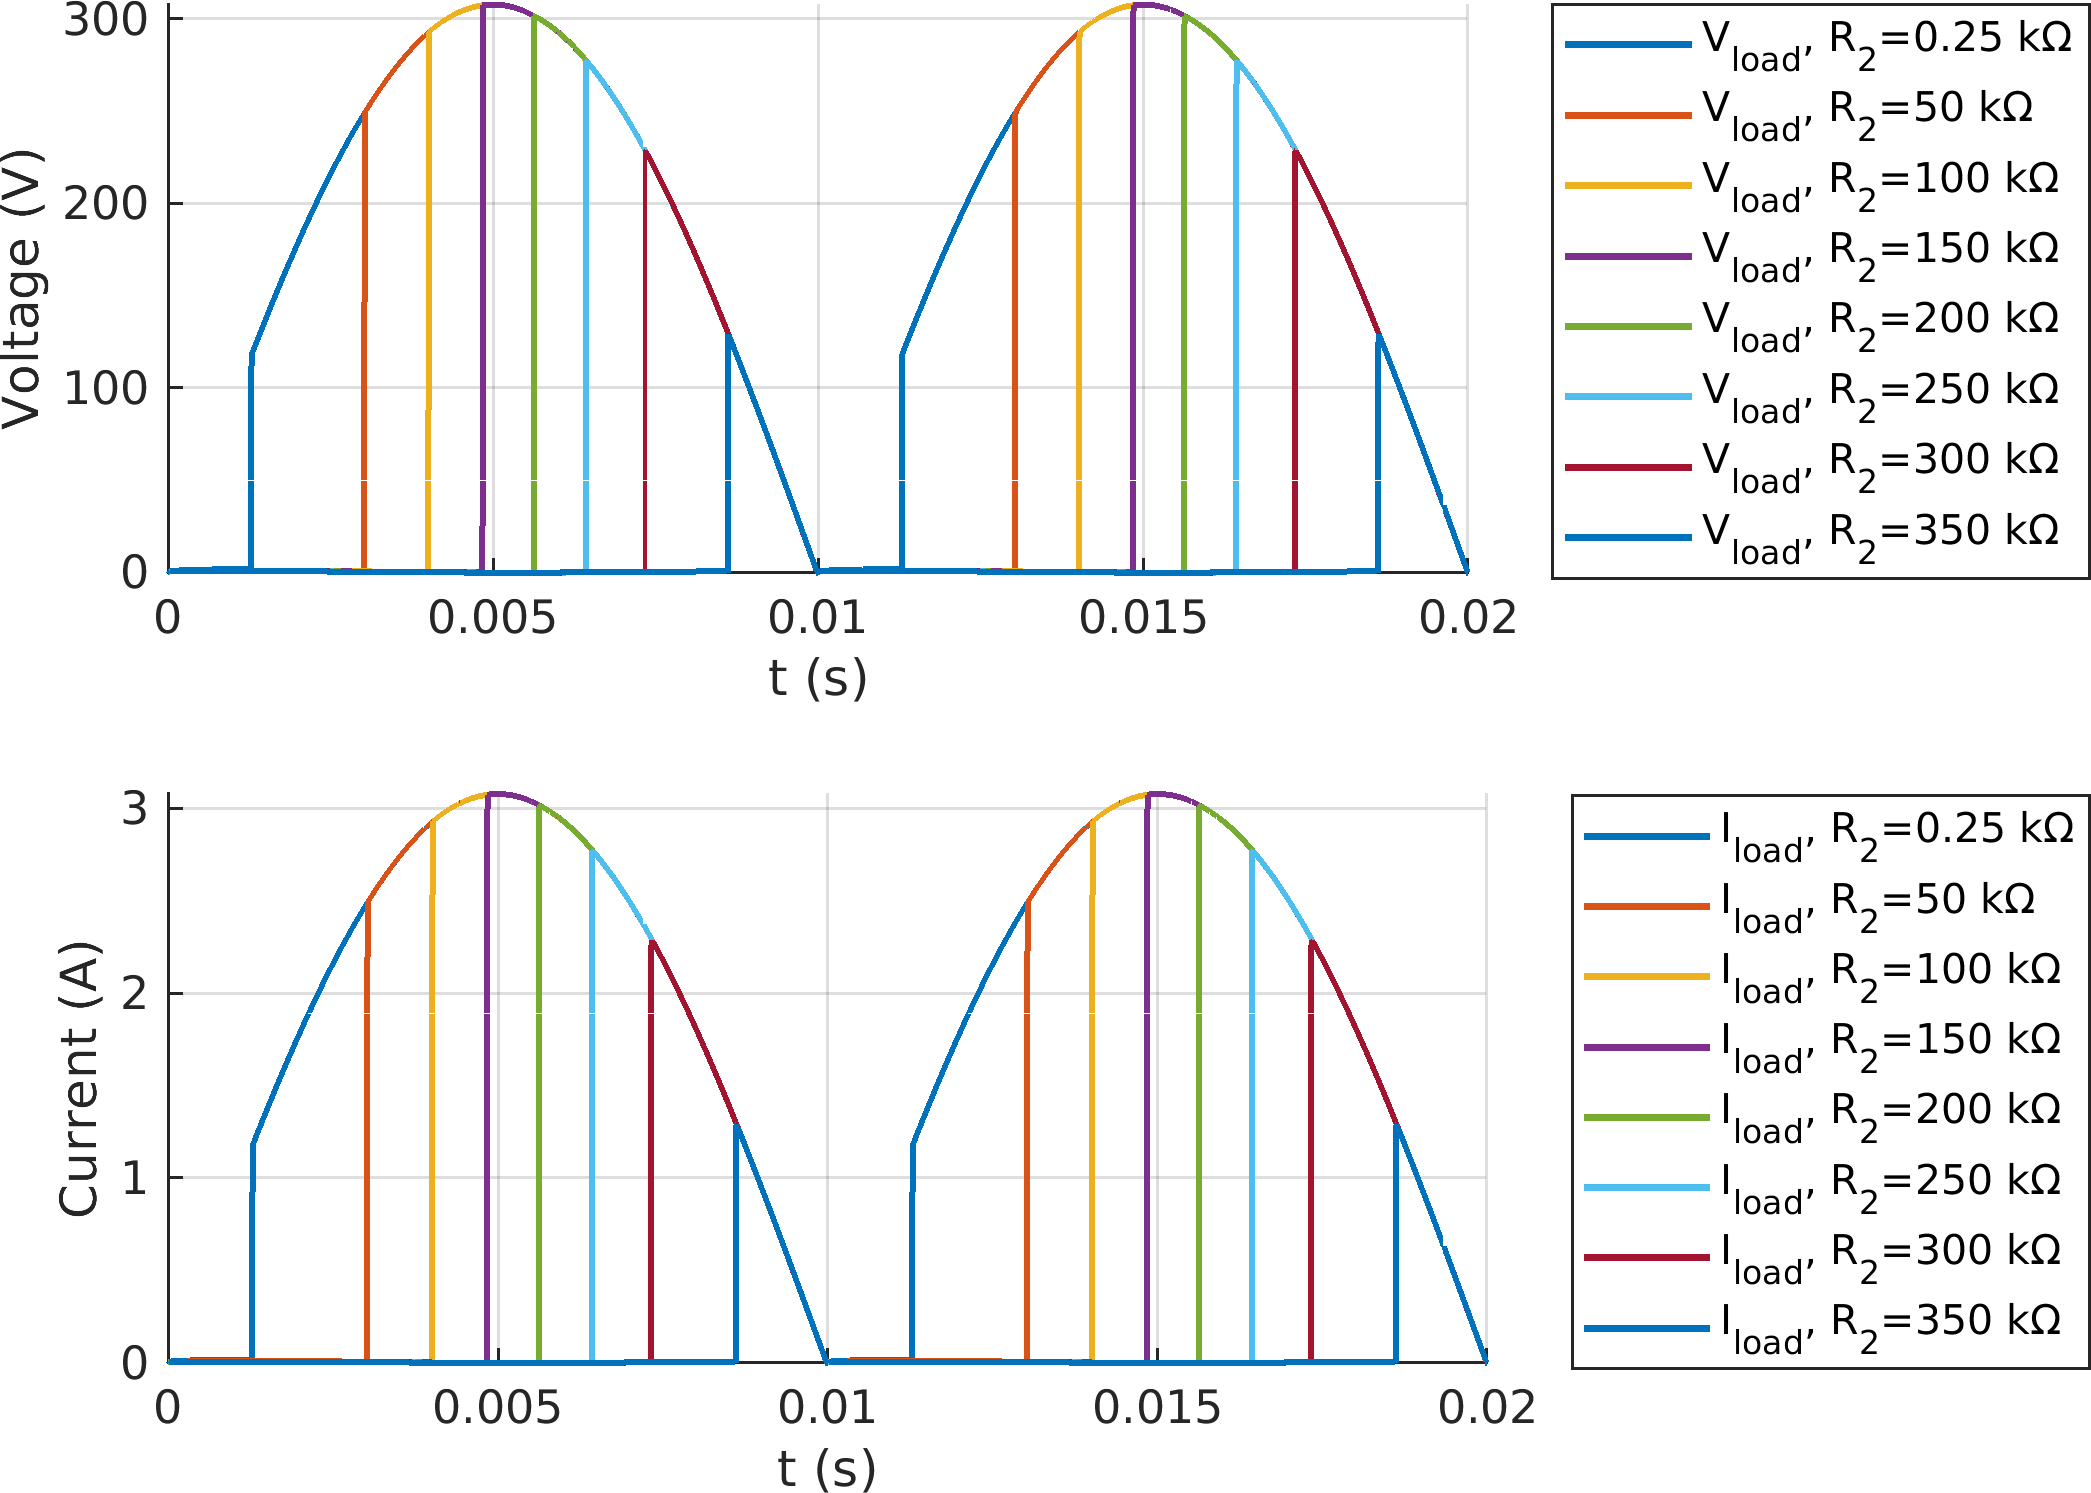 Voltage (V)
300
200
100
0
0 0.005 0.01 0.015 0.02
t (s)
Vload, R2=0.25 kΩ
Vload, R2=50 kΩ
Vload, R2=100 kΩ
Vload, R2=150 kΩ
Vload, R2=200 kΩ
Vload, R2=250 kΩ
Vload, R2=300 kΩ
Vload, R2=350 kΩ
Current (A)
3
2
1
0
0 0.005 0.01 0.015 0.02
t (s)
Iload, R2=0.25 kΩ
Iload, R2=50 kΩ
Iload, R2=100 kΩ
Iload, R2=150 kΩ
Iload, R2=200 kΩ
Iload, R2=250 kΩ
Iload, R2=300 kΩ
Iload, R2=350 kΩ